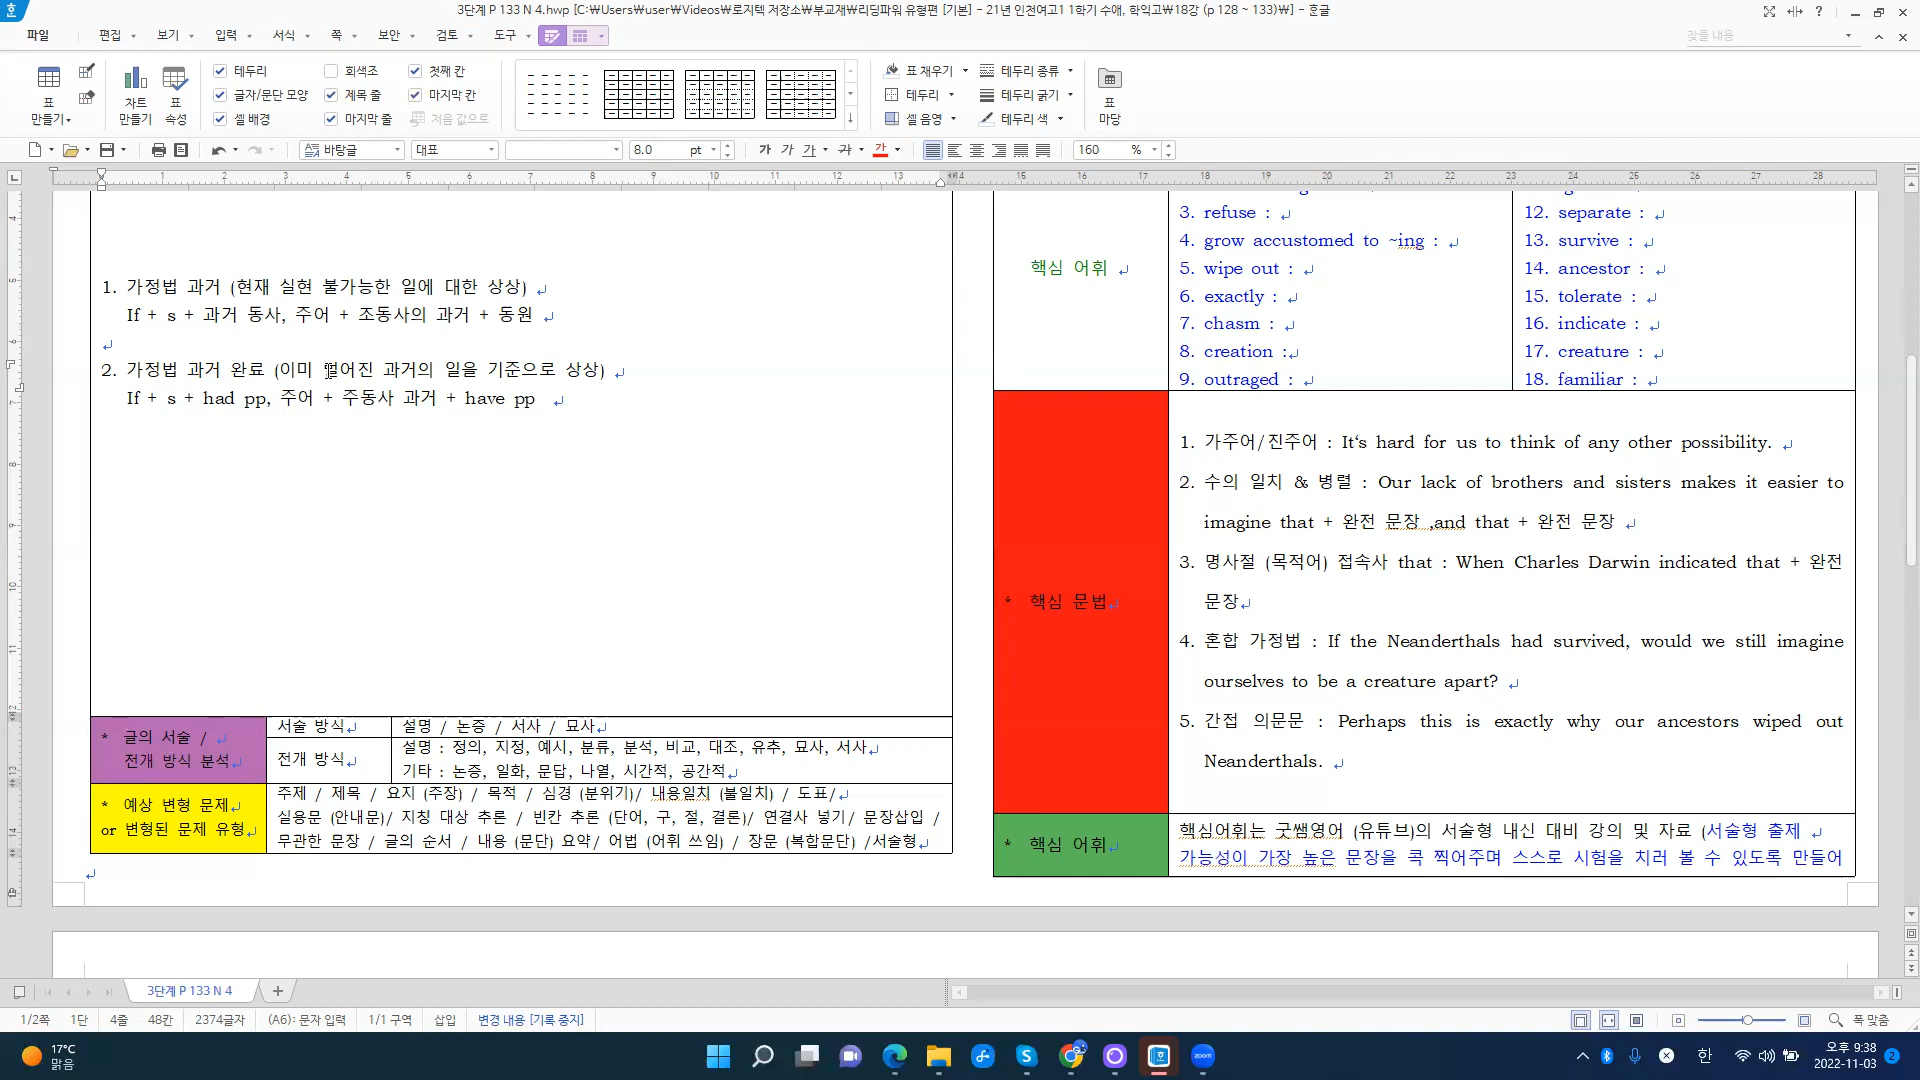 3단계 P 133 N 4.hwp [C:₩Users₩user₩Videos₩로지텍 저장소₩부교재₩리딩파워 유형편 [기본] - 21년 인천여고1 1학기 수애, 학익고₩18강 (p 128 ~ 133)₩] - 한글
파일 편집 보기 입력 서식 쪽 보안 검토 도구
찾을 내용
표 만들기
차트 만들기
표 속성
테두리 회색조 첫째 칸
글자/문단 모양 제목 줄 마지막 칸
셀 배경 마지막 줄 처음 값으로
표 채우기 테두리 종류
테두리 테두리 굵기
셀 음영 테두리 색
표 마당
바탕글 대표 8.0 pt 가 가 가 가 가 160 %
1. 가정법 과거 (현재 실현 불가능한 일에 대한 상상)
If + s + 과거 동사, 주어 + 조동사의 과거 + 동원
2. 가정법 과거 완료 (이미 벌어진 과거의 일을 기준으로 상상)
If + s + had pp, 주어 + 주동사 과거 + have pp
* 글의 서술 /
전개 방식 분석
서술 방식
설명 / 논증 / 서사 / 묘사
전개 방식
설명 : 정의, 지정, 예시, 분류, 분석, 비교, 대조, 유추, 묘사, 서사
기타 : 논증, 일화, 문답, 나열, 시간적, 공간적
* 예상 변형 문제
or 변형된 문제 유형
주제 / 제목 / 요지 (주장) / 목적 / 심경 (분위기)/ 내용일치 (불일치) / 도표/
실용문 (안내문)/ 지칭 대상 추론 / 빈칸 추론 (단어, 구, 절, 결론)/ 연결사 넣기/ 문장삽입 /
무관한 문장 / 글의 순서 / 내용 (문단) 요약/ 어법 (어휘 쓰임) / 장문 (복합문단) /서술형
핵심 어휘
3. refuse :
4. grow accustomed to ~ing :
5. wipe out :
6. exactly :
7. chasm :
8. creation :
9. outraged :
12. separate :
13. survive :
14. ancestor :
15. tolerate :
16. indicate :
17. creature :
18. familiar :
* 핵심 문법
1. 가주어/진주어 : It's hard for us to think of any other possibility.
2. 수의 일치 & 병렬 : Our lack of brothers and sisters makes it easier to
imagine that + 완전 문장 ,and that + 완전 문장
3. 명사절 (목적어) 접속사 that : When Charles Darwin indicated that + 완전
문장
4. 혼합 가정법 : If the Neanderthals had survived, would we still imagine
ourselves to be a creature apart?
5. 간접 의문문 : Perhaps this is exactly why our ancestors wiped out
Neanderthals.
* 핵심 어휘
핵심어휘는 굿쌤영어 (유튜브)의 서술형 내신 대비 강의 및 자료 (서술형 출제
가능성이 가장 높은 문장을 콕 찍어주며 스스로 시험을 치러 볼 수 있도록 만들어
3단계 P 133 N 4
1/2쪽 1단 4줄 48칸 2374글자 (A6): 문자 입력 1/1 구역 삽입 변경 내용 [기록 중지] 폭 맞춤
17°C
맑음
zoom
한
오후 9:38
2022-11-03
2